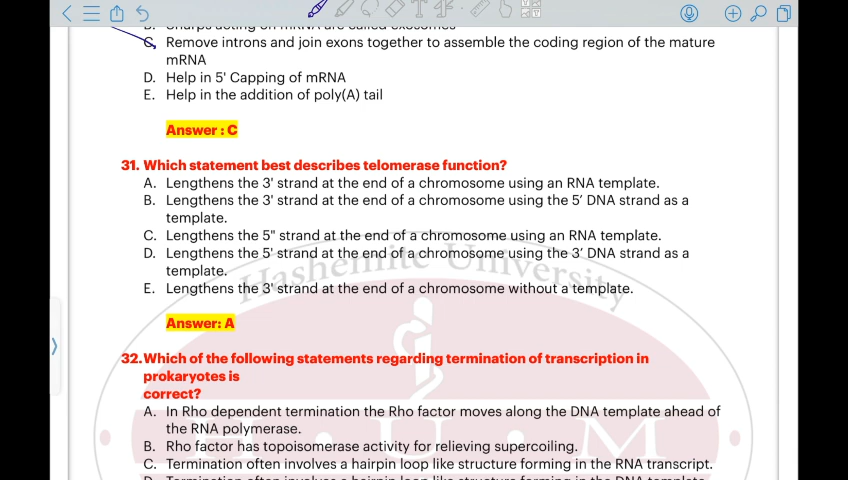 C. Remove introns and join exons together to assemble the coding region of the mature
mRNA
D. Help in 5' Capping of mRNA
E. Help in the addition of poly(A) tail
Answer : C
31. Which statement best describes telomerase function?
A. Lengthens the 3' strand at the end of a chromosome using an RNA template.
B. Lengthens the 3' strand at the end of a chromosome using the 5’ DNA strand as a
template.
C. Lengthens the 5" strand at the end of a chromosome using an RNA template.
D. Lengthens the 5' strand at the end of a chromosome using the 3’ DNA strand as a
template.
E. Lengthens the 3' strand at the end of a chromosome without a template.
Hashemite University
Answer: A
32. Which of the following statements regarding termination of transcription in
prokaryotes is
correct?
A. In Rho dependent termination the Rho factor moves along the DNA template ahead of
the RNA polymerase.
B. Rho factor has topoisomerase activity for relieving supercoiling.
C. Termination often involves a hairpin loop like structure forming in the RNA transcript.